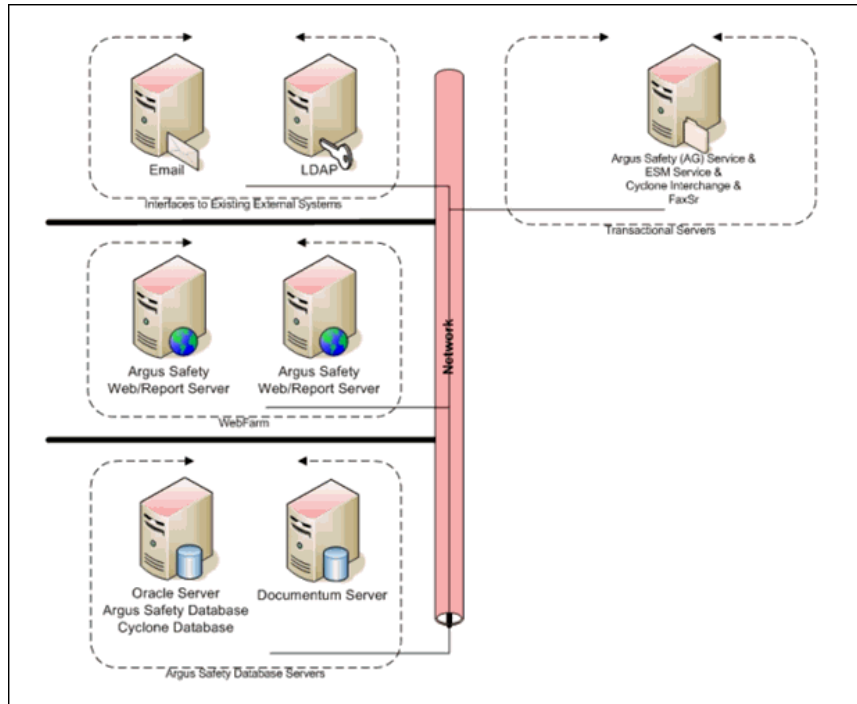 Email
LDAP
Interfaces to Existing External Systems
Argus Safety (AG) Service &
ESM Service &
Cyclone Interchange &
FaxSr
Transactional Servers
Network
Argus Safety
Web/Report Server
Argus Safety
Web/Report Server
WebFarm
Oracle Server
Argus Safety Database
Cyclone Database
Documentum Server
Argus Safety Database Servers